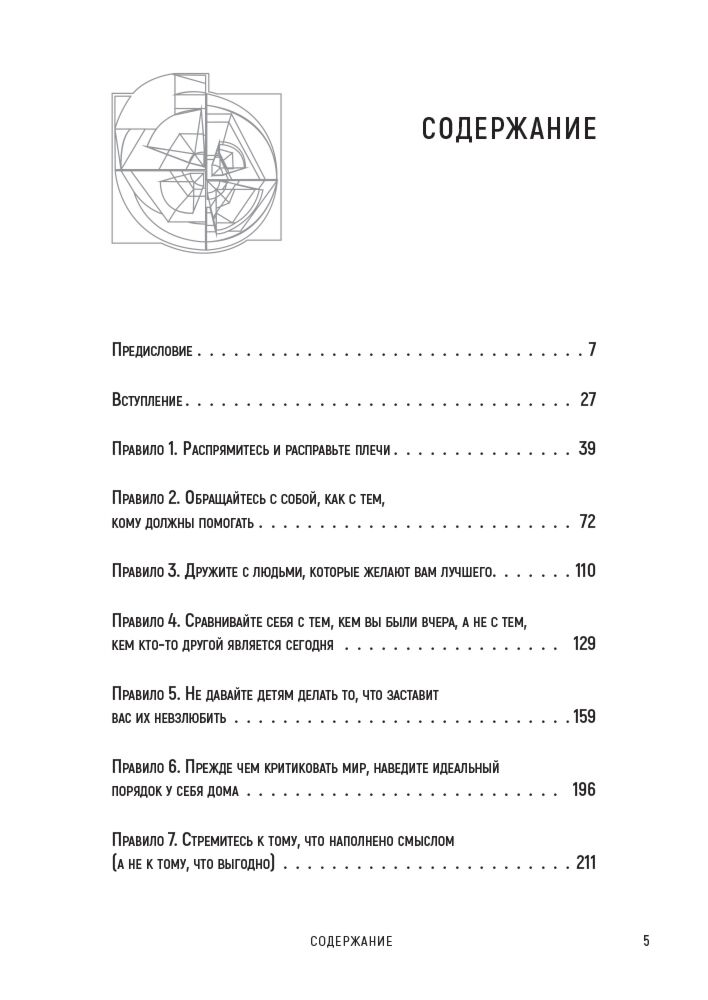 СОДЕРЖАНИЕ
Предисловие . . . . . . . . . . . . . . . . . . . . . . . . . . . . . . . . 7
Вступление. . . . . . . . . . . . . . . . . . . . . . . . . . . . . . . . 27
Правило 1. Распрямитесь и расправьте плечи . . . . . . . . . . . . . . . 39
Правило 2. Обращайтесь с собой, как с тем,
кому должны помогать . . . . . . . . . . . . . . . . . . . . . . . . . . 72
Правило 3. Дружите с людьми, которые желают вам лучшего. . . . . . . 110
Правило 4. Сравнивайте себя с тем, кем вы были вчера, а не с тем,
кем кто-то другой является сегодня . . . . . . . . . . . . . . . . . . 129
Правило 5. Не давайте детям делать то, что заставит
вас их невзлюбить . . . . . . . . . . . . . . . . . . . . . . . . . . . . 159
Правило 6. Прежде чем критиковать мир, наведите идеальный
порядок у себя дома . . . . . . . . . . . . . . . . . . . . . . . . . . 196
Правило 7. Стремитесь к тому, что наполнено смыслом
(а не к тому, что выгодно) . . . . . . . . . . . . . . . . . . . . . . . . 211
СОДЕРЖАНИЕ 5